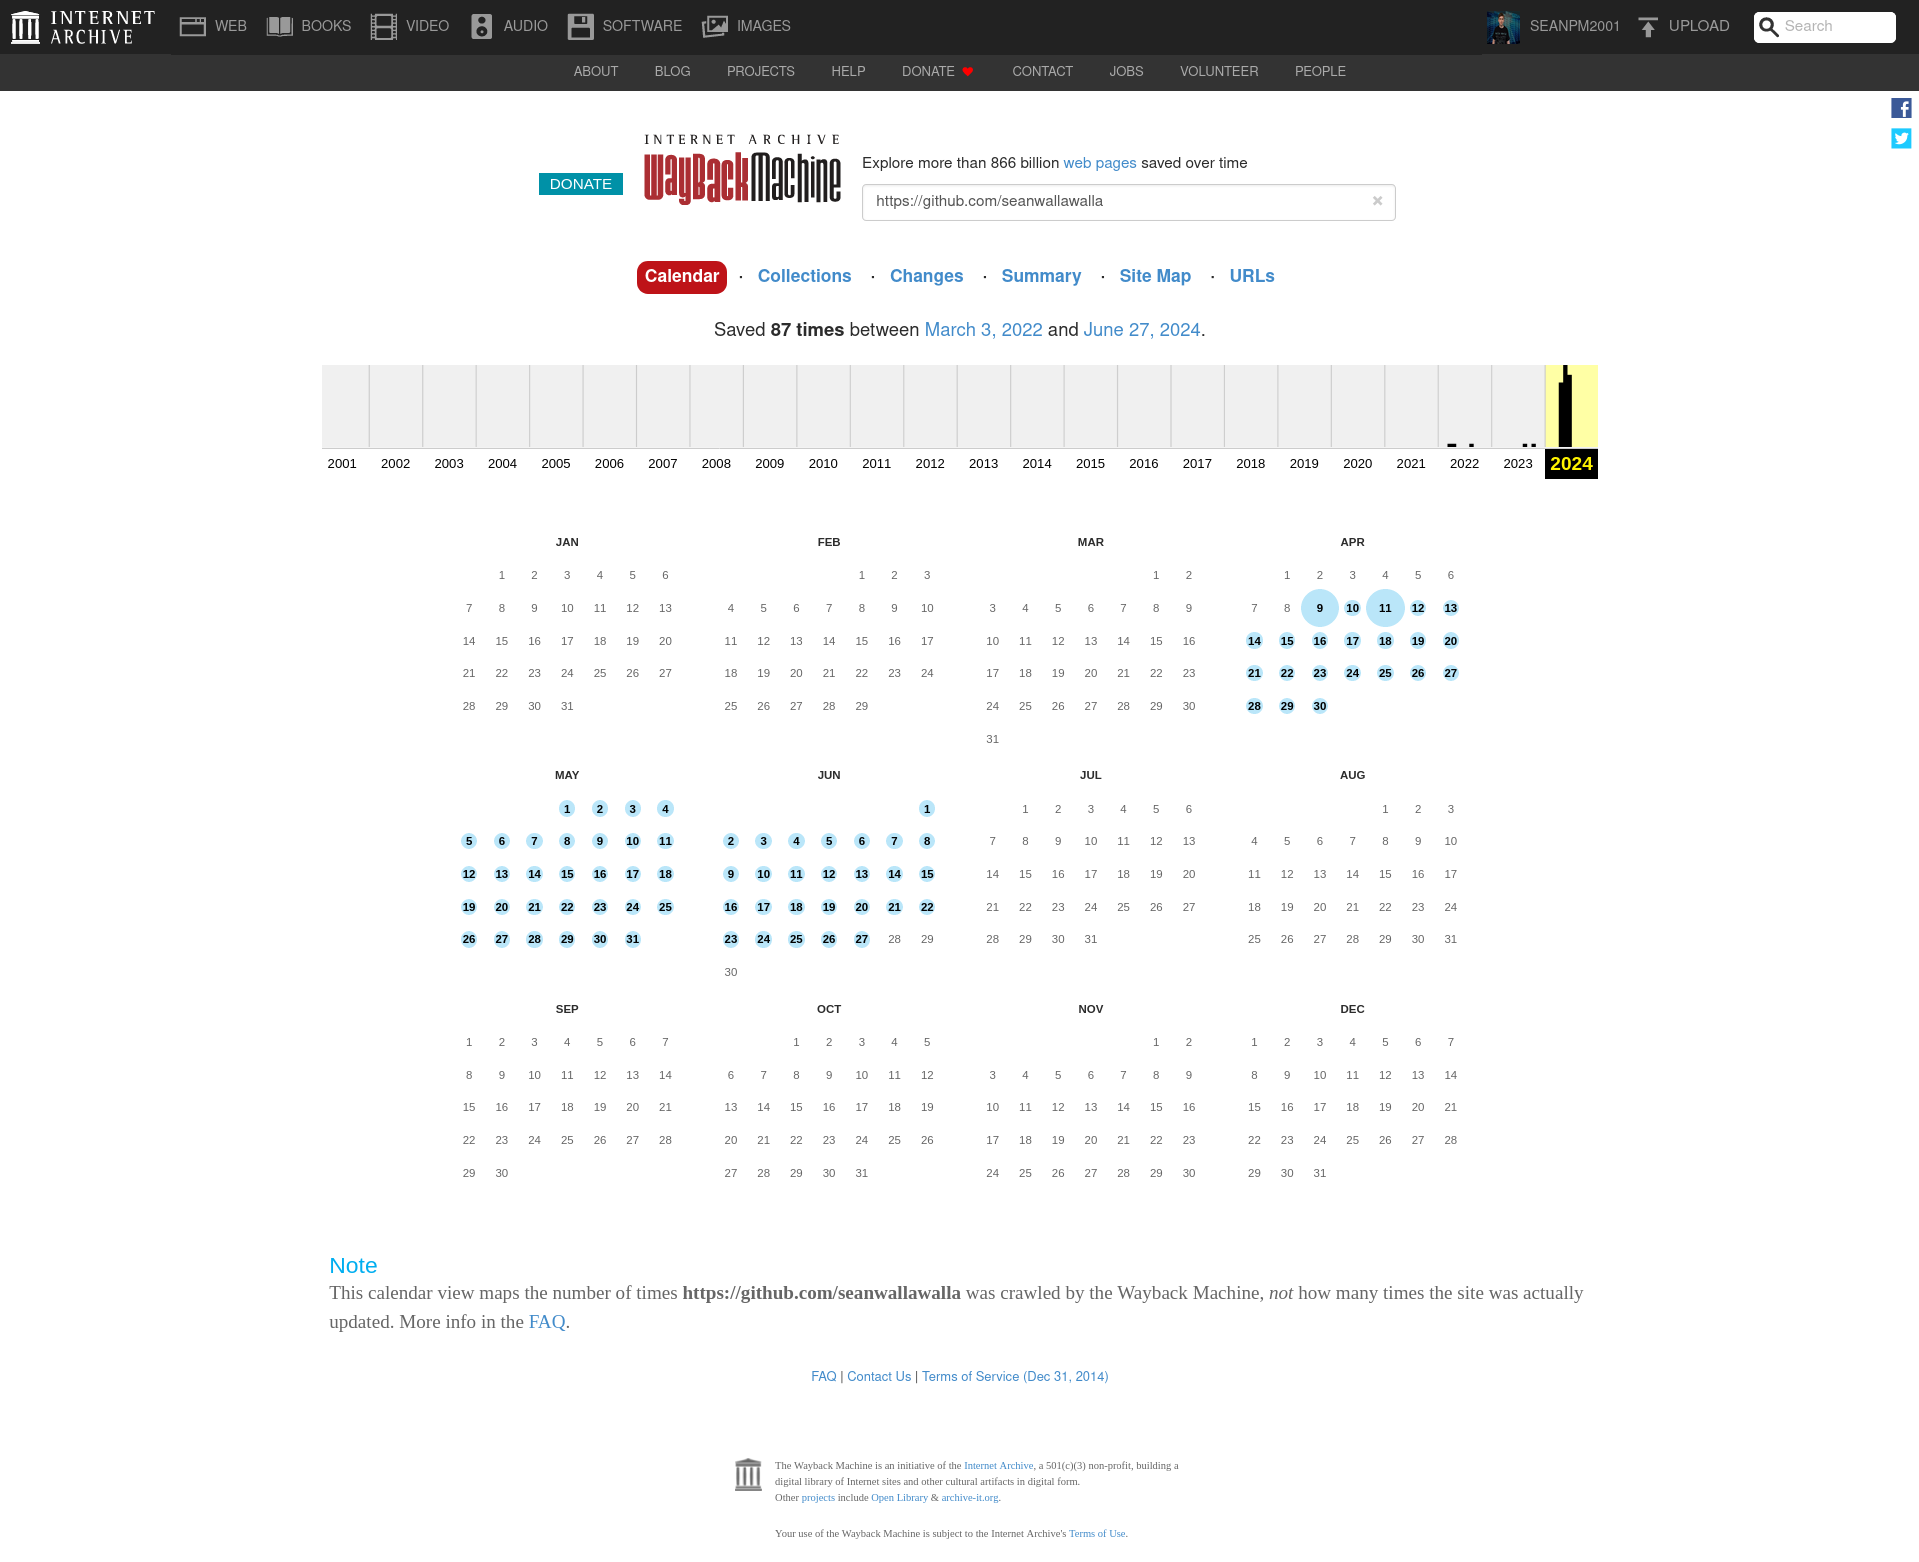 INTERNET ARCHIVE WEB BOOKS VIDEO AUDIO SOFTWARE IMAGES SEANPM2001 UPLOAD Search
ABOUT BLOG PROJECTS HELP DONATE CONTACT JOBS VOLUNTEER PEOPLE
INTERNET ARCHIVE
WayBackMachine
DONATE
Explore more than 866 billion web pages saved over time
https://github.com/seanwallawalla ×
Calendar · Collections · Changes · Summary · Site Map · URLs
Saved 87 times between March 3, 2022 and June 27, 2024.
2001 2002 2003 2004 2005 2006 2007 2008 2009 2010 2011 2012 2013 2014 2015 2016 2017 2018 2019 2020 2021 2022 2023 2024
JAN
1 2 3 4 5 6
7 8 9 10 11 12 13
14 15 16 17 18 19 20
21 22 23 24 25 26 27
28 29 30 31
FEB
1 2 3
4 5 6 7 8 9 10
11 12 13 14 15 16 17
18 19 20 21 22 23 24
25 26 27 28 29
MAR
1 2
3 4 5 6 7 8 9
10 11 12 13 14 15 16
17 18 19 20 21 22 23
24 25 26 27 28 29 30
31
APR
1 2 3 4 5 6
7 8 9 10 11 12 13
14 15 16 17 18 19 20
21 22 23 24 25 26 27
28 29 30
MAY
1 2 3 4
5 6 7 8 9 10 11
12 13 14 15 16 17 18
19 20 21 22 23 24 25
26 27 28 29 30 31
JUN
1
2 3 4 5 6 7 8
9 10 11 12 13 14 15
16 17 18 19 20 21 22
23 24 25 26 27 28 29
30
JUL
1 2 3 4 5 6
7 8 9 10 11 12 13
14 15 16 17 18 19 20
21 22 23 24 25 26 27
28 29 30 31
AUG
1 2 3
4 5 6 7 8 9 10
11 12 13 14 15 16 17
18 19 20 21 22 23 24
25 26 27 28 29 30 31
SEP
1 2 3 4 5 6 7
8 9 10 11 12 13 14
15 16 17 18 19 20 21
22 23 24 25 26 27 28
29 30
OCT
1 2 3 4 5
6 7 8 9 10 11 12
13 14 15 16 17 18 19
20 21 22 23 24 25 26
27 28 29 30 31
NOV
1 2
3 4 5 6 7 8 9
10 11 12 13 14 15 16
17 18 19 20 21 22 23
24 25 26 27 28 29 30
DEC
1 2 3 4 5 6 7
8 9 10 11 12 13 14
15 16 17 18 19 20 21
22 23 24 25 26 27 28
29 30 31
Note
This calendar view maps the number of times https://github.com/seanwallawalla was crawled by the Wayback Machine, not how many times the site was actually
updated. More info in the FAQ.
FAQ | Contact Us | Terms of Service (Dec 31, 2014)
The Wayback Machine is an initiative of the Internet Archive, a 501(c)(3) non-profit, building a
digital library of Internet sites and other cultural artifacts in digital form.
Other projects include Open Library & archive-it.org.
Your use of the Wayback Machine is subject to the Internet Archive's Terms of Use.